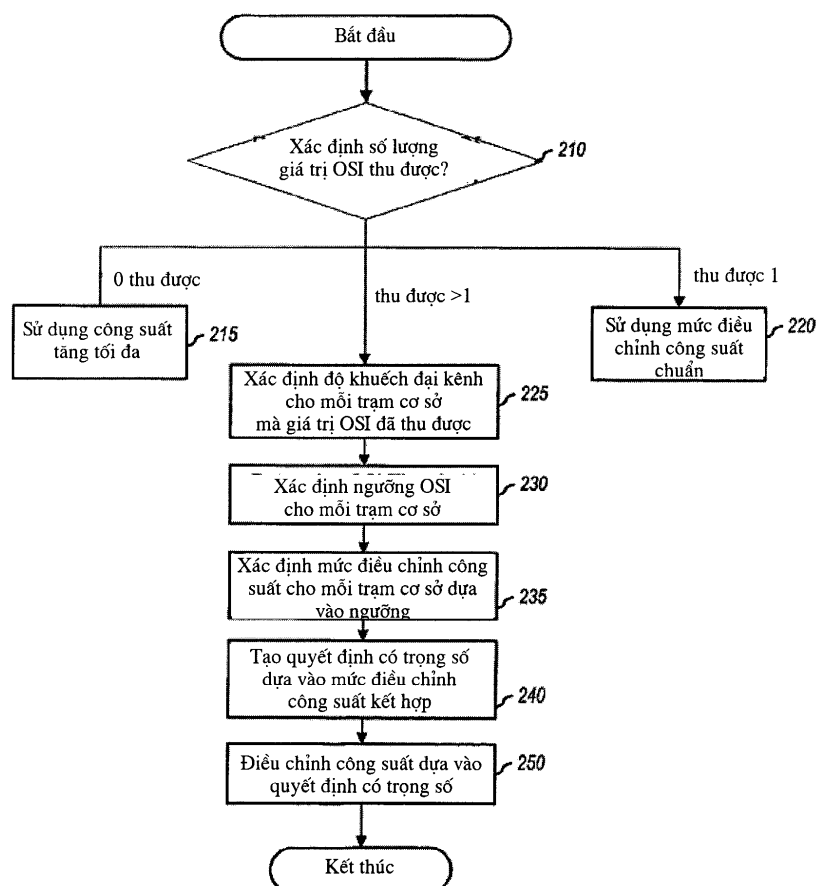 Bắt đầu
Xác định số lượng
giá trị OSI thu được?
210
0 thu được
thu được >1
thu được 1
Sử dụng công suất
tăng tối đa
215
Sử dụng mức điều
chỉnh công suất
chuẩn
220
Xác định độ khuếch đại kênh
cho mỗi trạm cơ sở
mà giá trị OSI đã thu được
225
Xác định ngưỡng OSI
cho mỗi trạm cơ sở
230
Xác định mức điều chỉnh công
suất cho mỗi trạm cơ sở dựa
vào ngưỡng
235
Tạo quyết định có trọng số
dựa vào mức điều chỉnh
công suất kết hợp
240
Điều chỉnh công suất dựa vào
quyết định có trọng số
250
Kết thúc